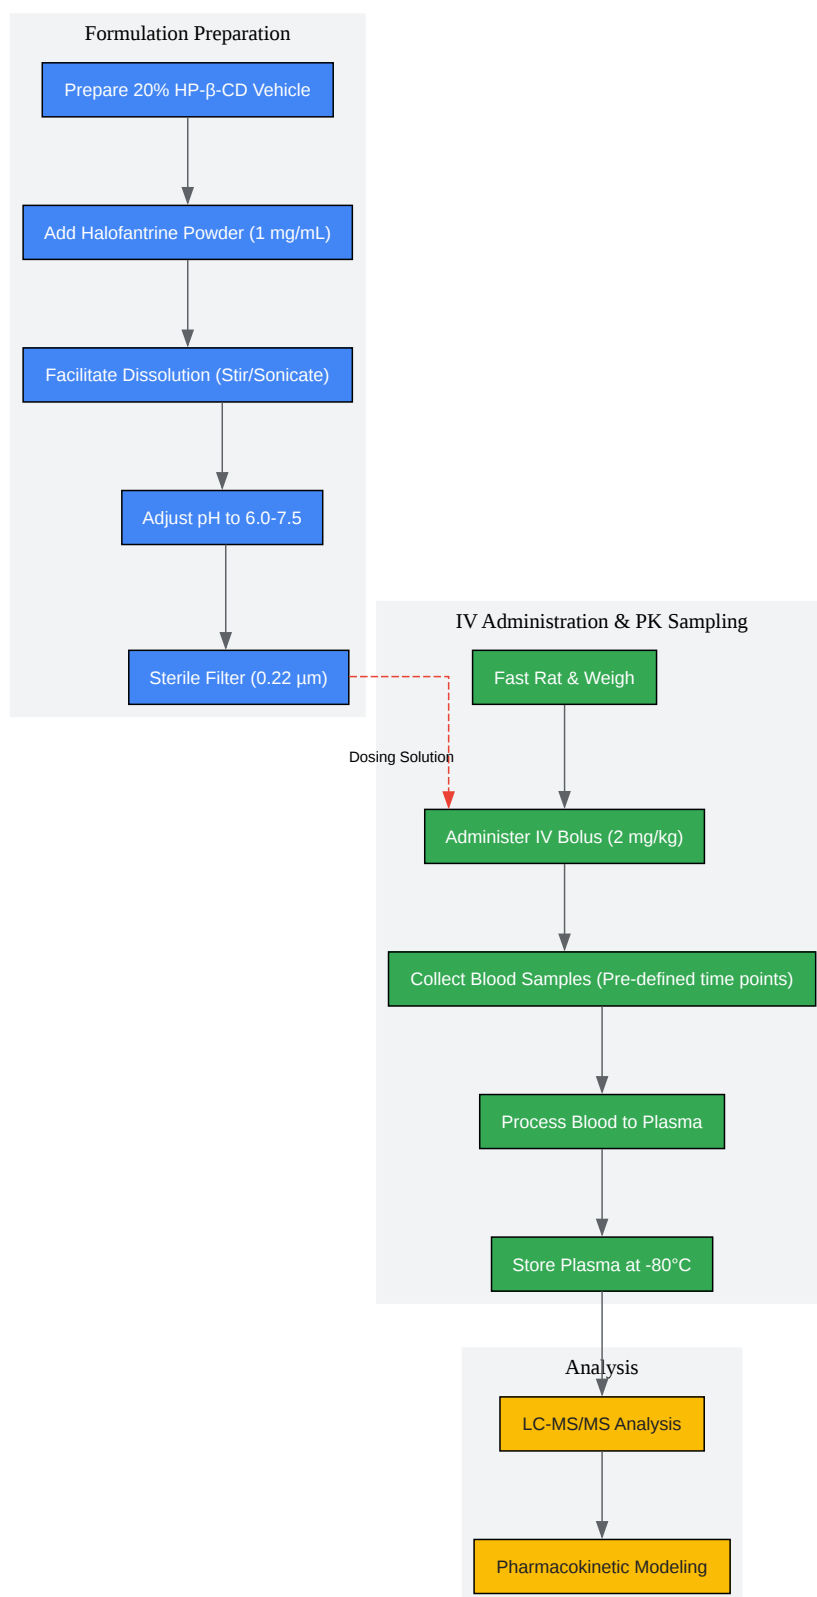 Formulation Preparation
Prepare 20% HP-β-CD Vehicle
Add Halofantrine Powder (1 mg/mL)
Facilitate Dissolution (Stir/Sonicate)
Adjust pH to 6.0-7.5
Sterile Filter (0.22 µm)
Dosing Solution
IV Administration & PK Sampling
Fast Rat & Weigh
Administer IV Bolus (2 mg/kg)
Collect Blood Samples (Pre-defined time points)
Process Blood to Plasma
Store Plasma at -80°C
Analysis
LC-MS/MS Analysis
Pharmacokinetic Modeling